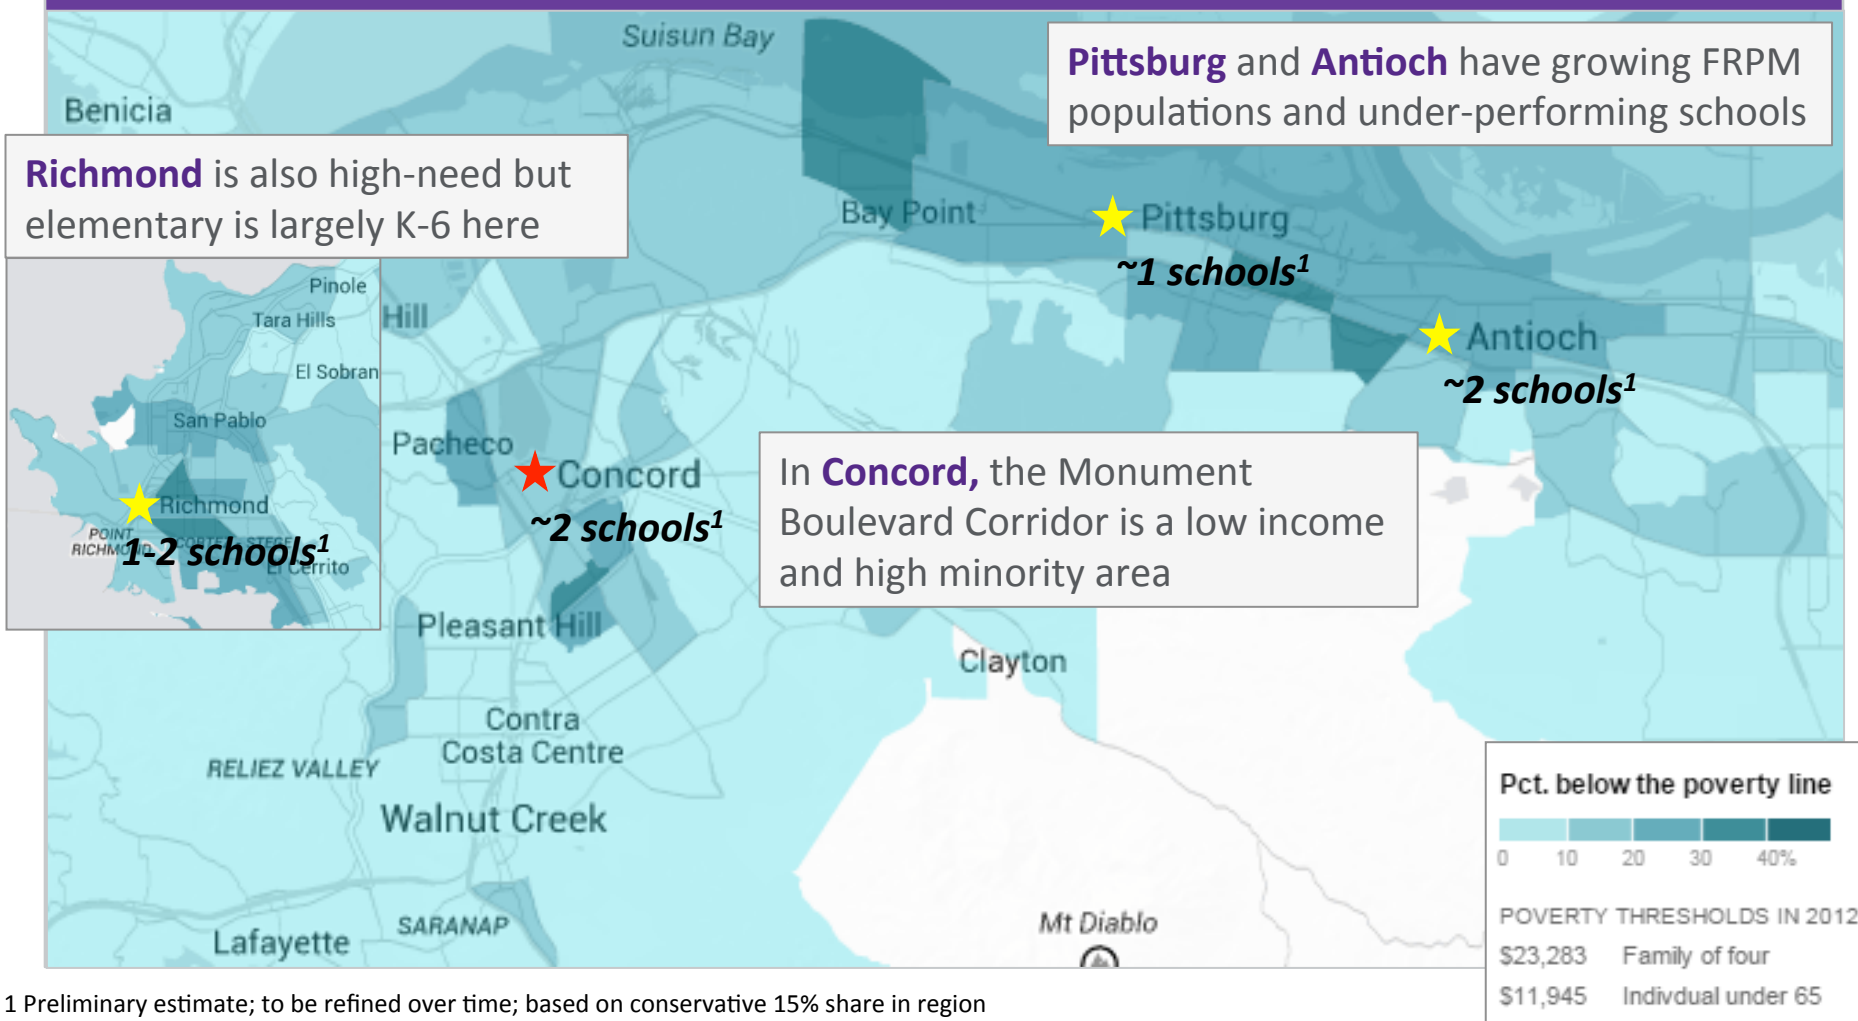 Suisun Bay
Benicia
Pittsburg and Antioch have growing FRPM
populations and under-performing schools
Richmond is also high-need but
elementary is largely K-6 here
Bay Point
Pittsburg
~1 schools1
Pinole
Tara Hills
Hill
El Sobran
San Pablo
Richmond
POINT
RICHMOND
1-2 schools1
El Cerrito
Antioch
~2 schools1
Pacheco
Concord
~2 schools1
In Concord, the Monument
Boulevard Corridor is a low income
and high minority area
Pleasant Hill
Clayton
Contra
Costa Centre
RELIEZ VALLEY
Walnut Creek
SARANAP
Lafayette
Mt Diablo
Pct. below the poverty line
0 10 20 30 40%
POVERTY THRESHOLDS IN 2012
$23,283 Family of four
$11,945 Indivdual under 65
1 Preliminary estimate; to be refined over time; based on conservative 15% share in region